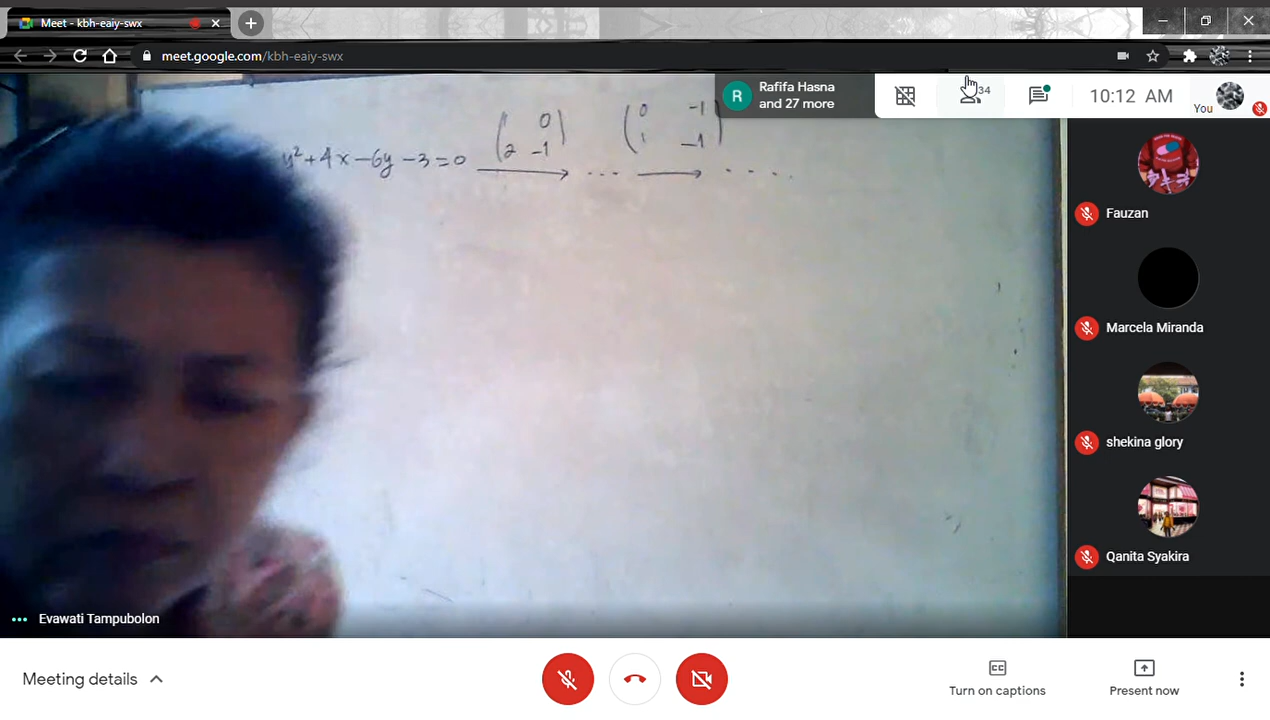 Meet - kbh-eaiy-swx
meet.google.com/kbh-eaiy-swx
Rafifa Hasna
and 27 more
34
10:12 AM
You
R
y²+4x-6y-3=0 ( 0 2 -1) ... (0 -1 1 -1) ....
Fauzan
Marcela Miranda
shekina glory
Qanita Syakira
Evawati Tampubolon
Meeting details
CC
Turn on captions
Present now